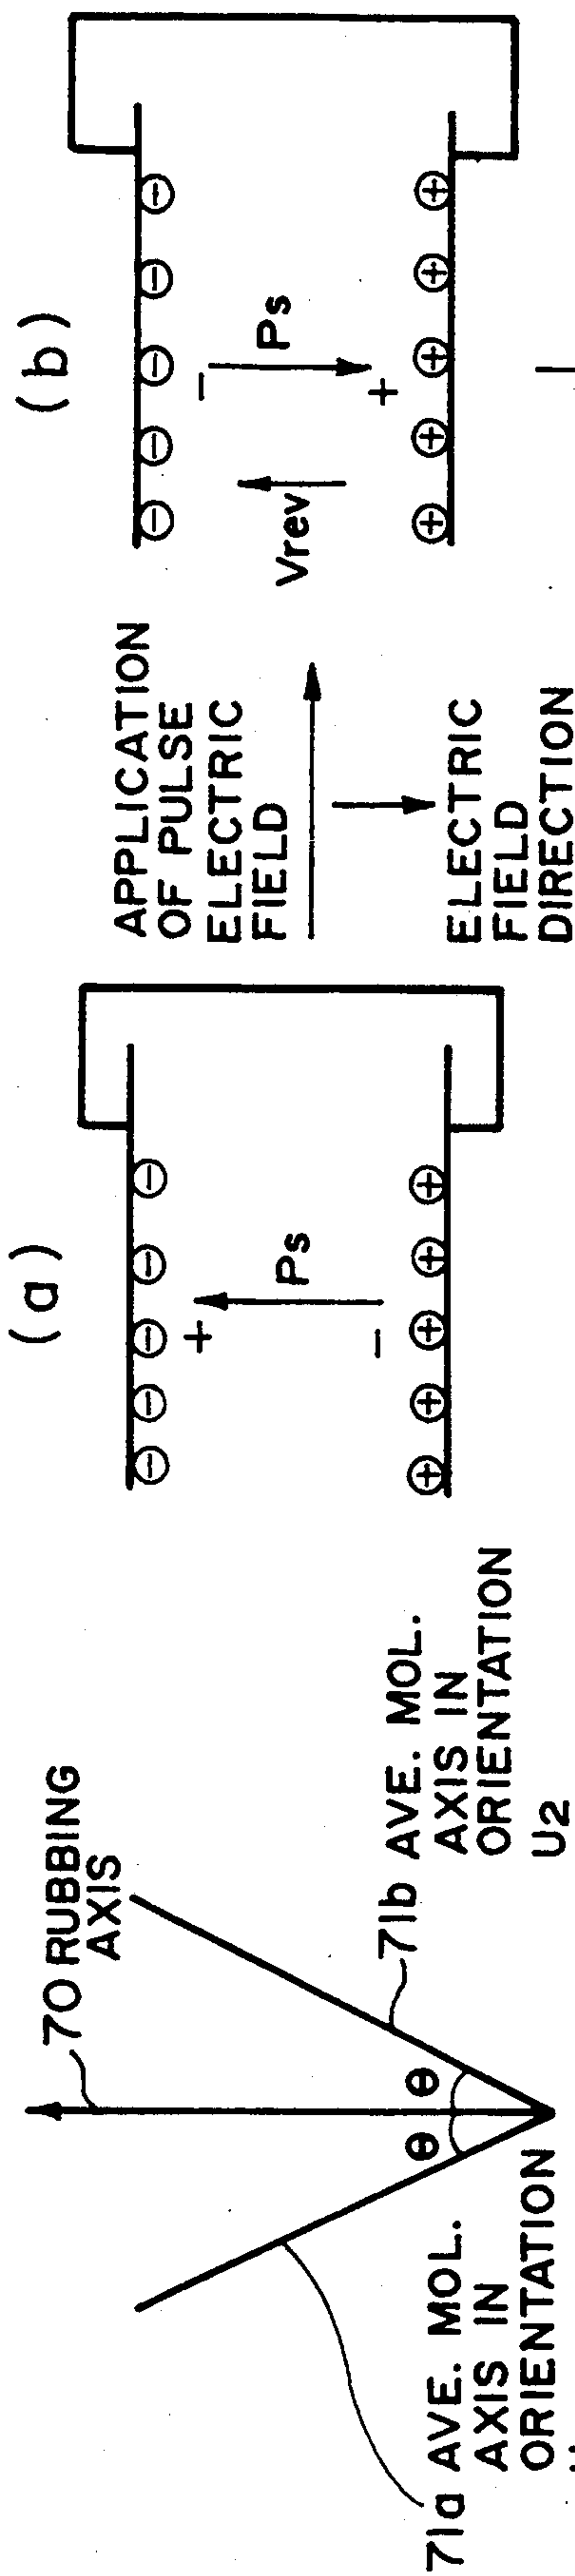 70 RUBBING
AXIS
θ
θ
71a AVE. MOL.
AXIS IN
ORIENTATION
71b AVE. MOL.
AXIS IN
ORIENTATION
U2
(a)
− − − − −
+
Ps
−
+ + + + +
APPLICATION
OF PULSE
ELECTRIC
FIELD
ELECTRIC
FIELD
DIRECTION
(b)
− − − − −
−
Vrev
Ps
+
+ + + + +